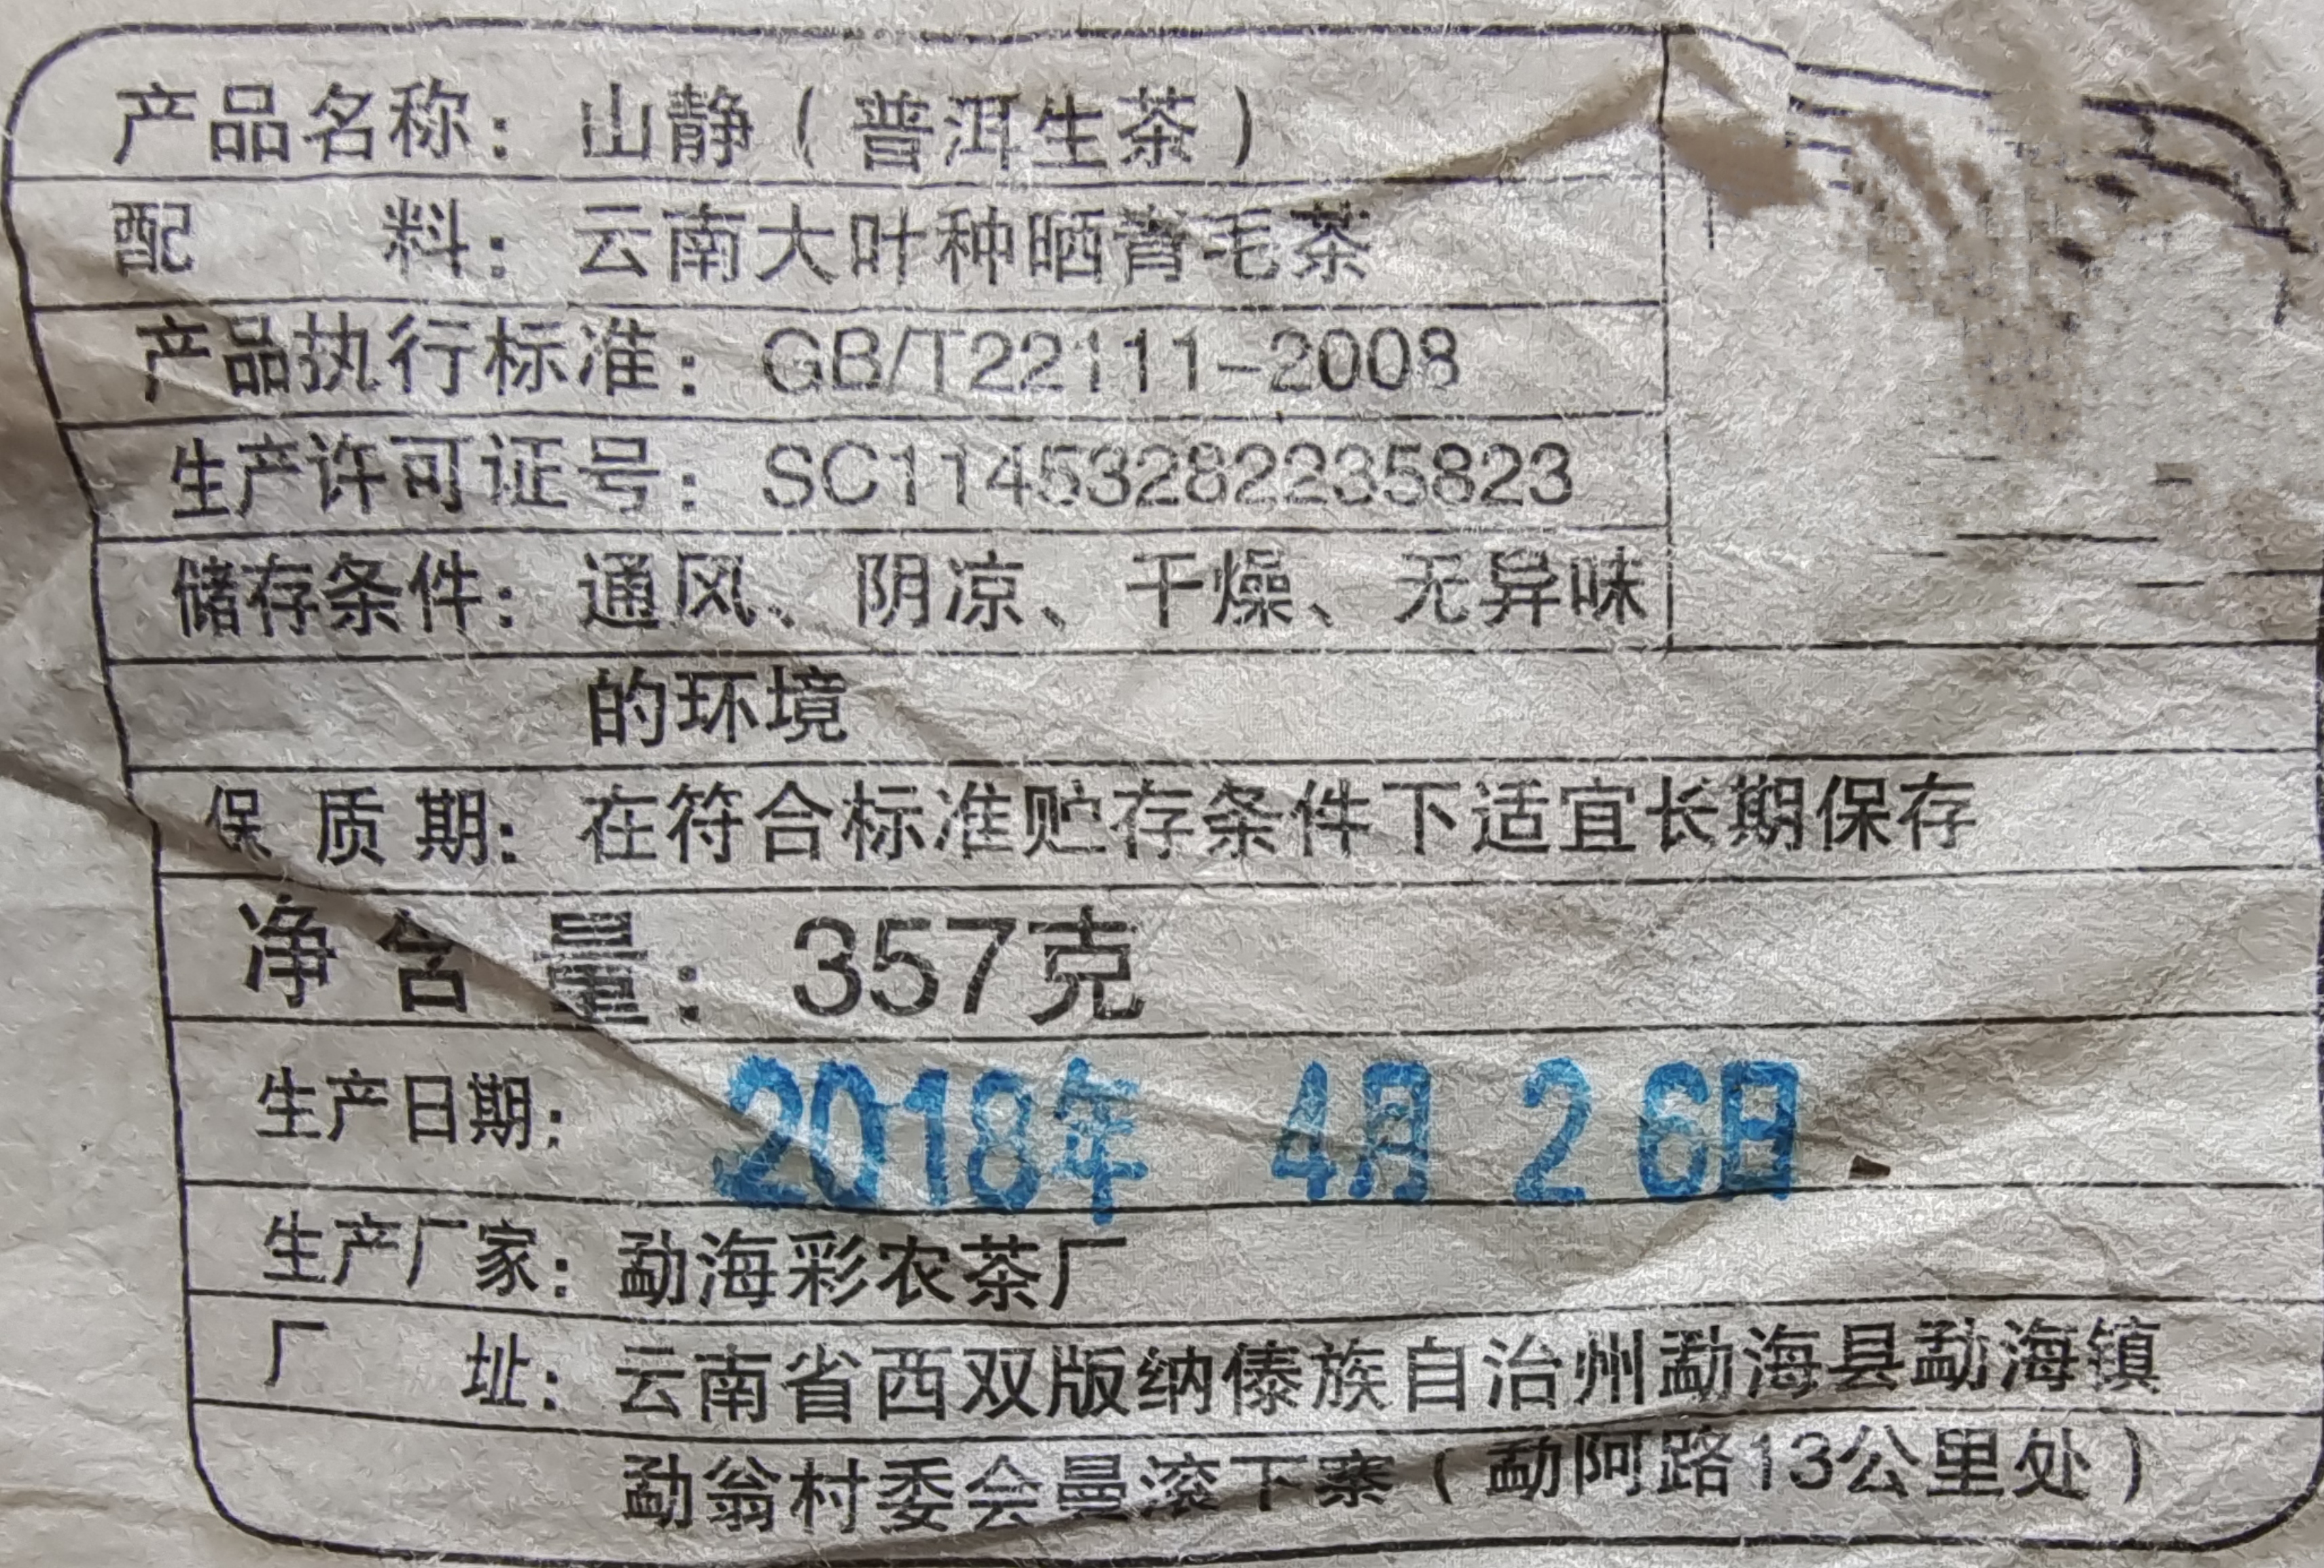 产品名称：山静（普洱生茶）
配料：云南大叶种晒青毛茶
产品执行标准：GB/T22111-2008
生产许可证号：SC11453282235823
储存条件：通风、阴凉、干燥、无异味
的环境
保质期：在符合标准贮存条件下适宜长期保存
净含量：357克
生产日期：2018年 4月 26日
生产厂家：勐海彩农茶厂
厂址：云南省西双版纳傣族自治州勐海县勐海镇
勐翁村委会曼滚下寨（勐阿路13公里处）